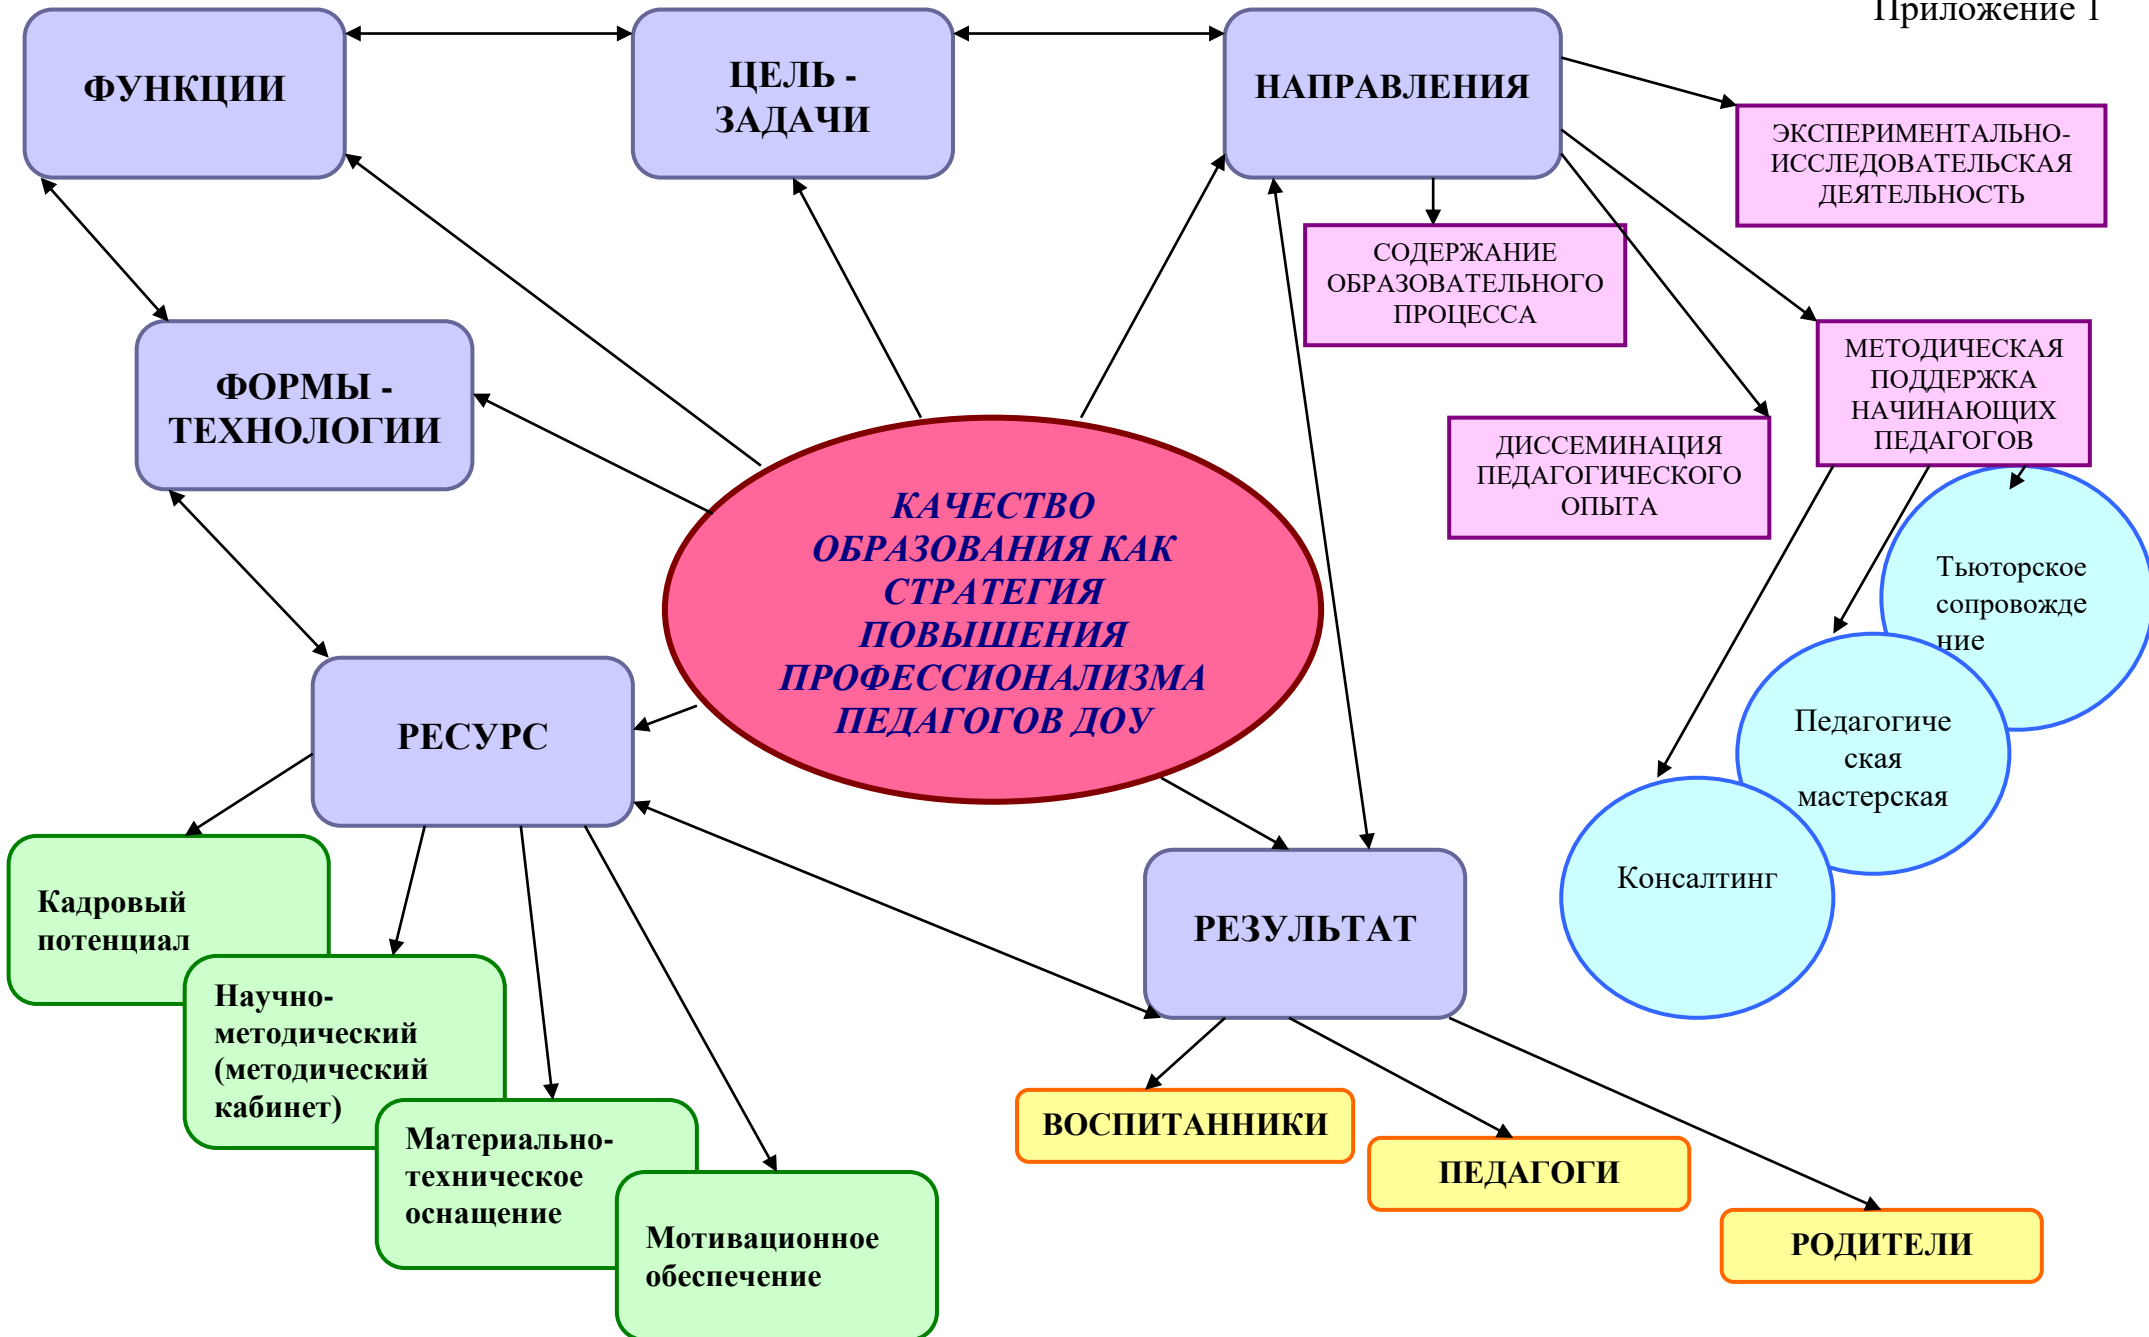 Приложение 1
ФУНКЦИИ
ЦЕЛЬ -
ЗАДАЧИ
НАПРАВЛЕНИЯ
ЭКСПЕРИМЕНТАЛЬНО-
ИССЛЕДОВАТЕЛЬСКАЯ
ДЕЯТЕЛЬНОСТЬ
СОДЕРЖАНИЕ
ОБРАЗОВАТЕЛЬНОГО
ПРОЦЕССА
МЕТОДИЧЕСКАЯ
ПОДДЕРЖКА
НАЧИНАЮЩИХ
ПЕДАГОГОВ
ФОРМЫ -
ТЕХНОЛОГИИ
ДИССЕМИНАЦИЯ
ПЕДАГОГИЧЕСКОГО
ОПЫТА
КАЧЕСТВО
ОБРАЗОВАНИЯ КАК
СТРАТЕГИЯ
ПОВЫШЕНИЯ
ПРОФЕССИОНАЛИЗМА
ПЕДАГОГОВ ДОУ
Тьюторское
сопровожде
ние
Педагогиче
ская
мастерская
Консалтинг
РЕСУРС
РЕЗУЛЬТАТ
Кадровый
потенциал
Научно-
методический
(методический
кабинет)
Материально-
техническое
оснащение
Мотивационное
обеспечение
ВОСПИТАННИКИ
ПЕДАГОГИ
РОДИТЕЛИ